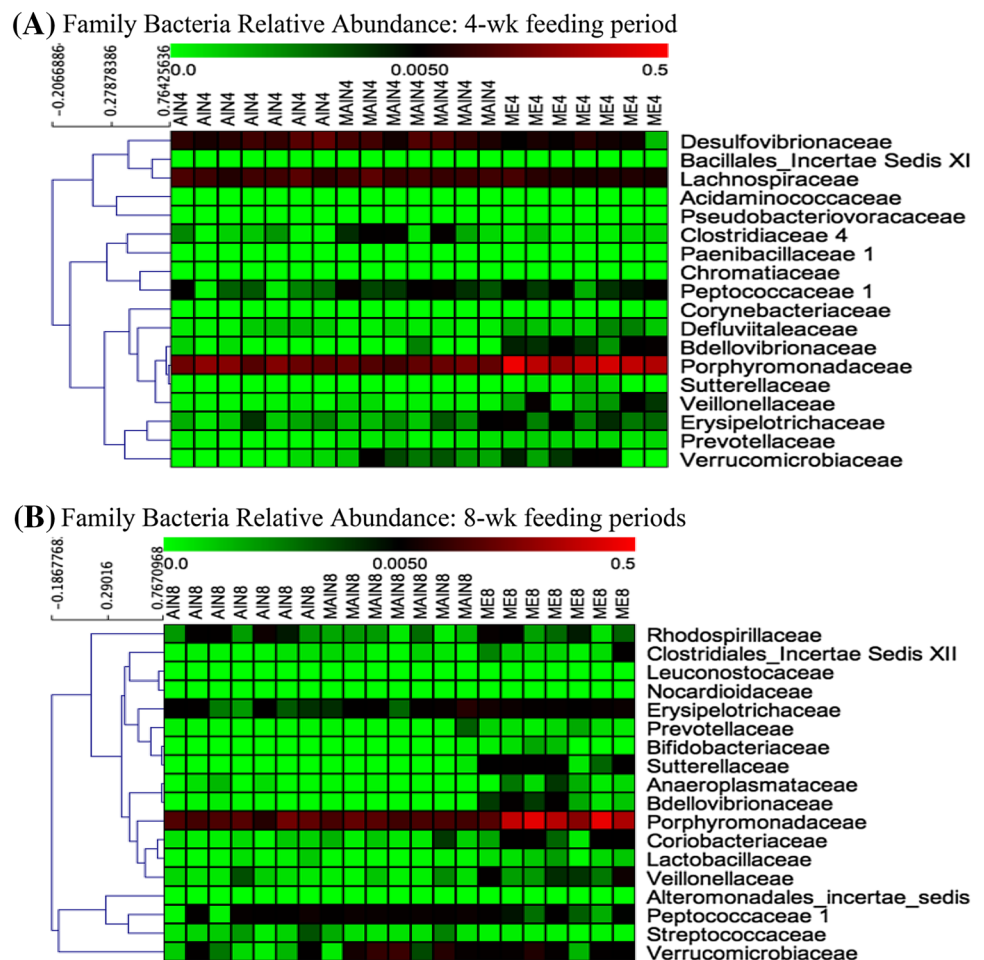 (A) Family Bacteria Relative Abundance: 4-wk feeding period
-0.2066886 0.27878386 0.76425636
0.0 0.0050 0.5
AIN4 AIN4 AIN4 AIN4 AIN4 AIN4 AIN4 MAIN4 MAIN4 MAIN4 MAIN4 MAIN4 MAIN4 MAIN4 ME4 ME4 ME4 ME4 ME4 ME4 ME4
Desulfovibrionaceae
Bacillales_Incertae Sedis XI
Lachnospiraceae
Acidaminococcaceae
Pseudobacteriovoracaceae
Clostridiaceae 4
Paenibacillaceae 1
Chromatiaceae
Peptococcaceae 1
Corynebacteriaceae
Defluviitaleaceae
Bdellovibrionaceae
Porphyromonadaceae
Sutterellaceae
Veillonellaceae
Erysipelotrichaceae
Prevotellaceae
Verrucomicrobiaceae
(B) Family Bacteria Relative Abundance: 8-wk feeding periods
-0.1867768 0.29016 0.7670968
0.0 0.0050 0.5
AIN8 AIN8 AIN8 AIN8 AIN8 AIN8 AIN8 MAIN8 MAIN8 MAIN8 MAIN8 MAIN8 MAIN8 MAIN8 ME8 ME8 ME8 ME8 ME8 ME8 ME8
Rhodospirillaceae
Clostridiales_Incertae Sedis XII
Leuconostocaceae
Nocardioidaceae
Erysipelotrichaceae
Prevotellaceae
Bifidobacteriaceae
Sutterellaceae
Anaeroplasmataceae
Bdellovibrionaceae
Porphyromonadaceae
Coriobacteriaceae
Lactobacillaceae
Veillonellaceae
Alteromonadales_incertae_sedis
Peptococcaceae 1
Streptococcaceae
Verrucomicrobiaceae